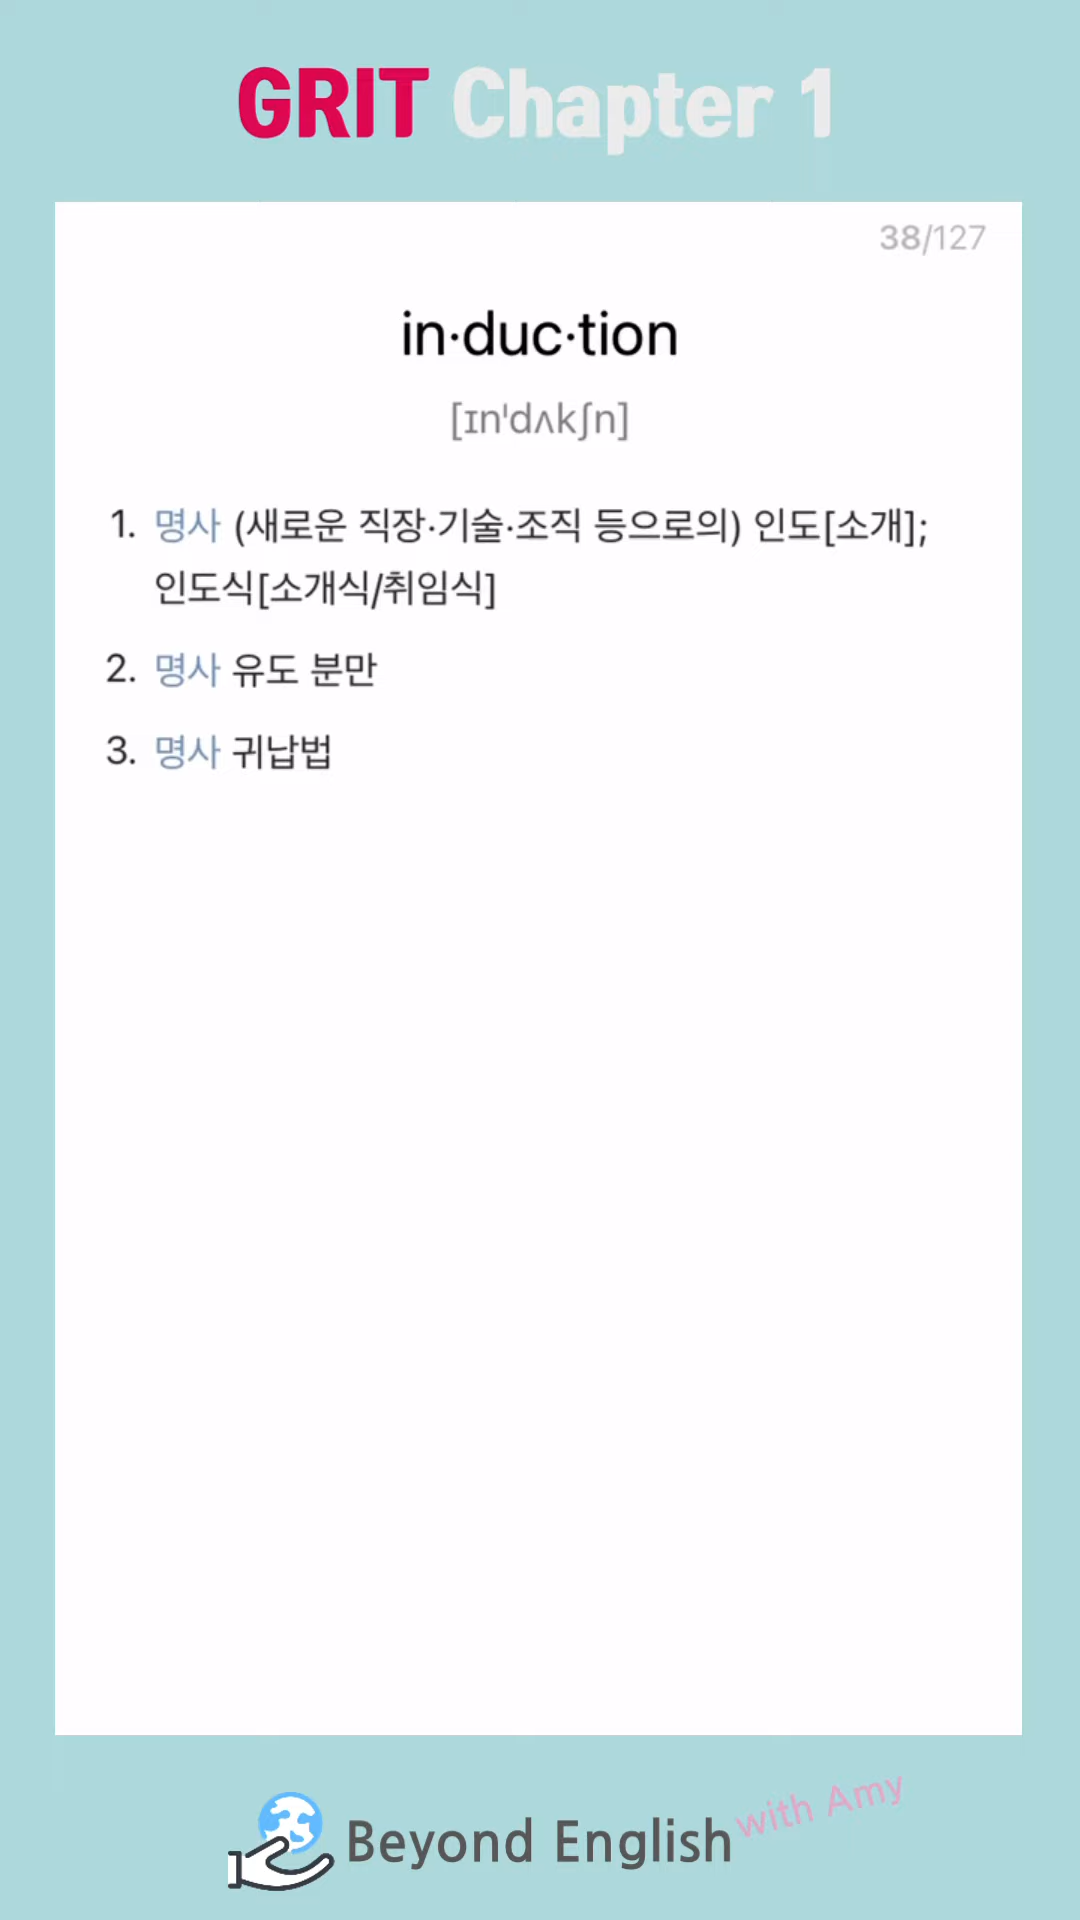 GRIT Chapter 1
38/127
in·duc·tion
[ɪn'dʌkʃn]
1. 명사 (새로운 직장·기술·조직 등으로의) 인도[소개];
인도식[소개식/취임식]
2. 명사 유도 분만
3. 명사 귀납법
Beyond English with Amy